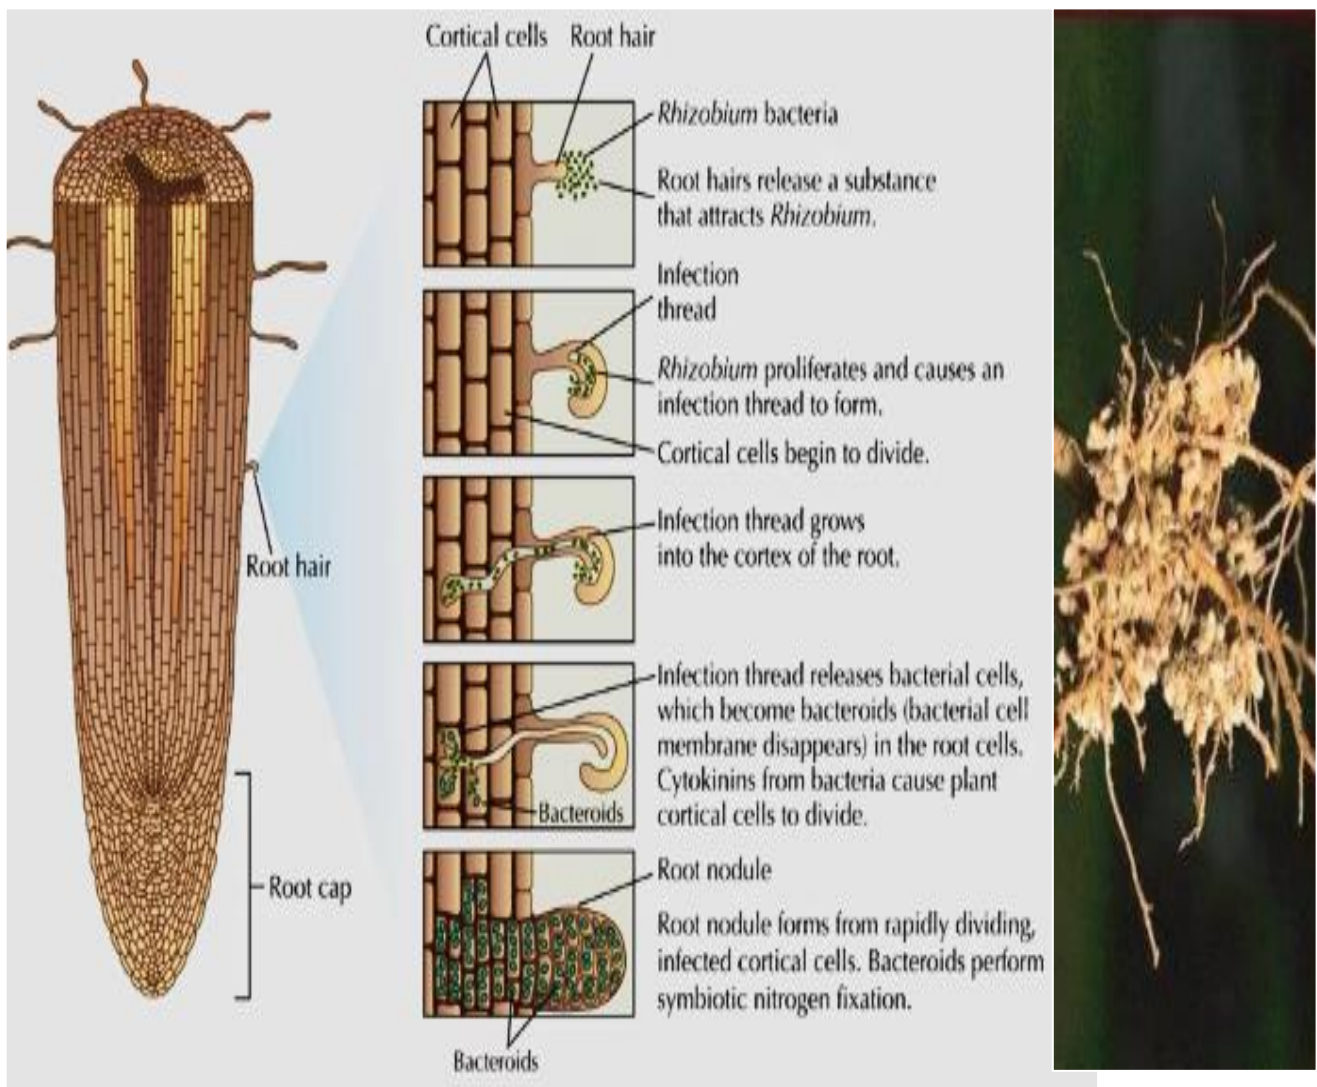 Cortical cells Root hair
Rhizobium bacteria
Root hairs release a substance
that attracts Rhizobium.
Infection
thread
Rhizobium proliferates and causes an
infection thread to form.
Cortical cells begin to divide.
Infection thread grows
into the cortex of the root.
Root hair
Infection thread releases bacterial cells,
which become bacteroids (bacterial cell
membrane disappears) in the root cells.
Cytokinins from bacteria cause plant
cortical cells to divide.
Bacteroids
Root cap
Root nodule
Root nodule forms from rapidly dividing,
infected cortical cells. Bacteroids perform
symbiotic nitrogen fixation.
Bacteroids